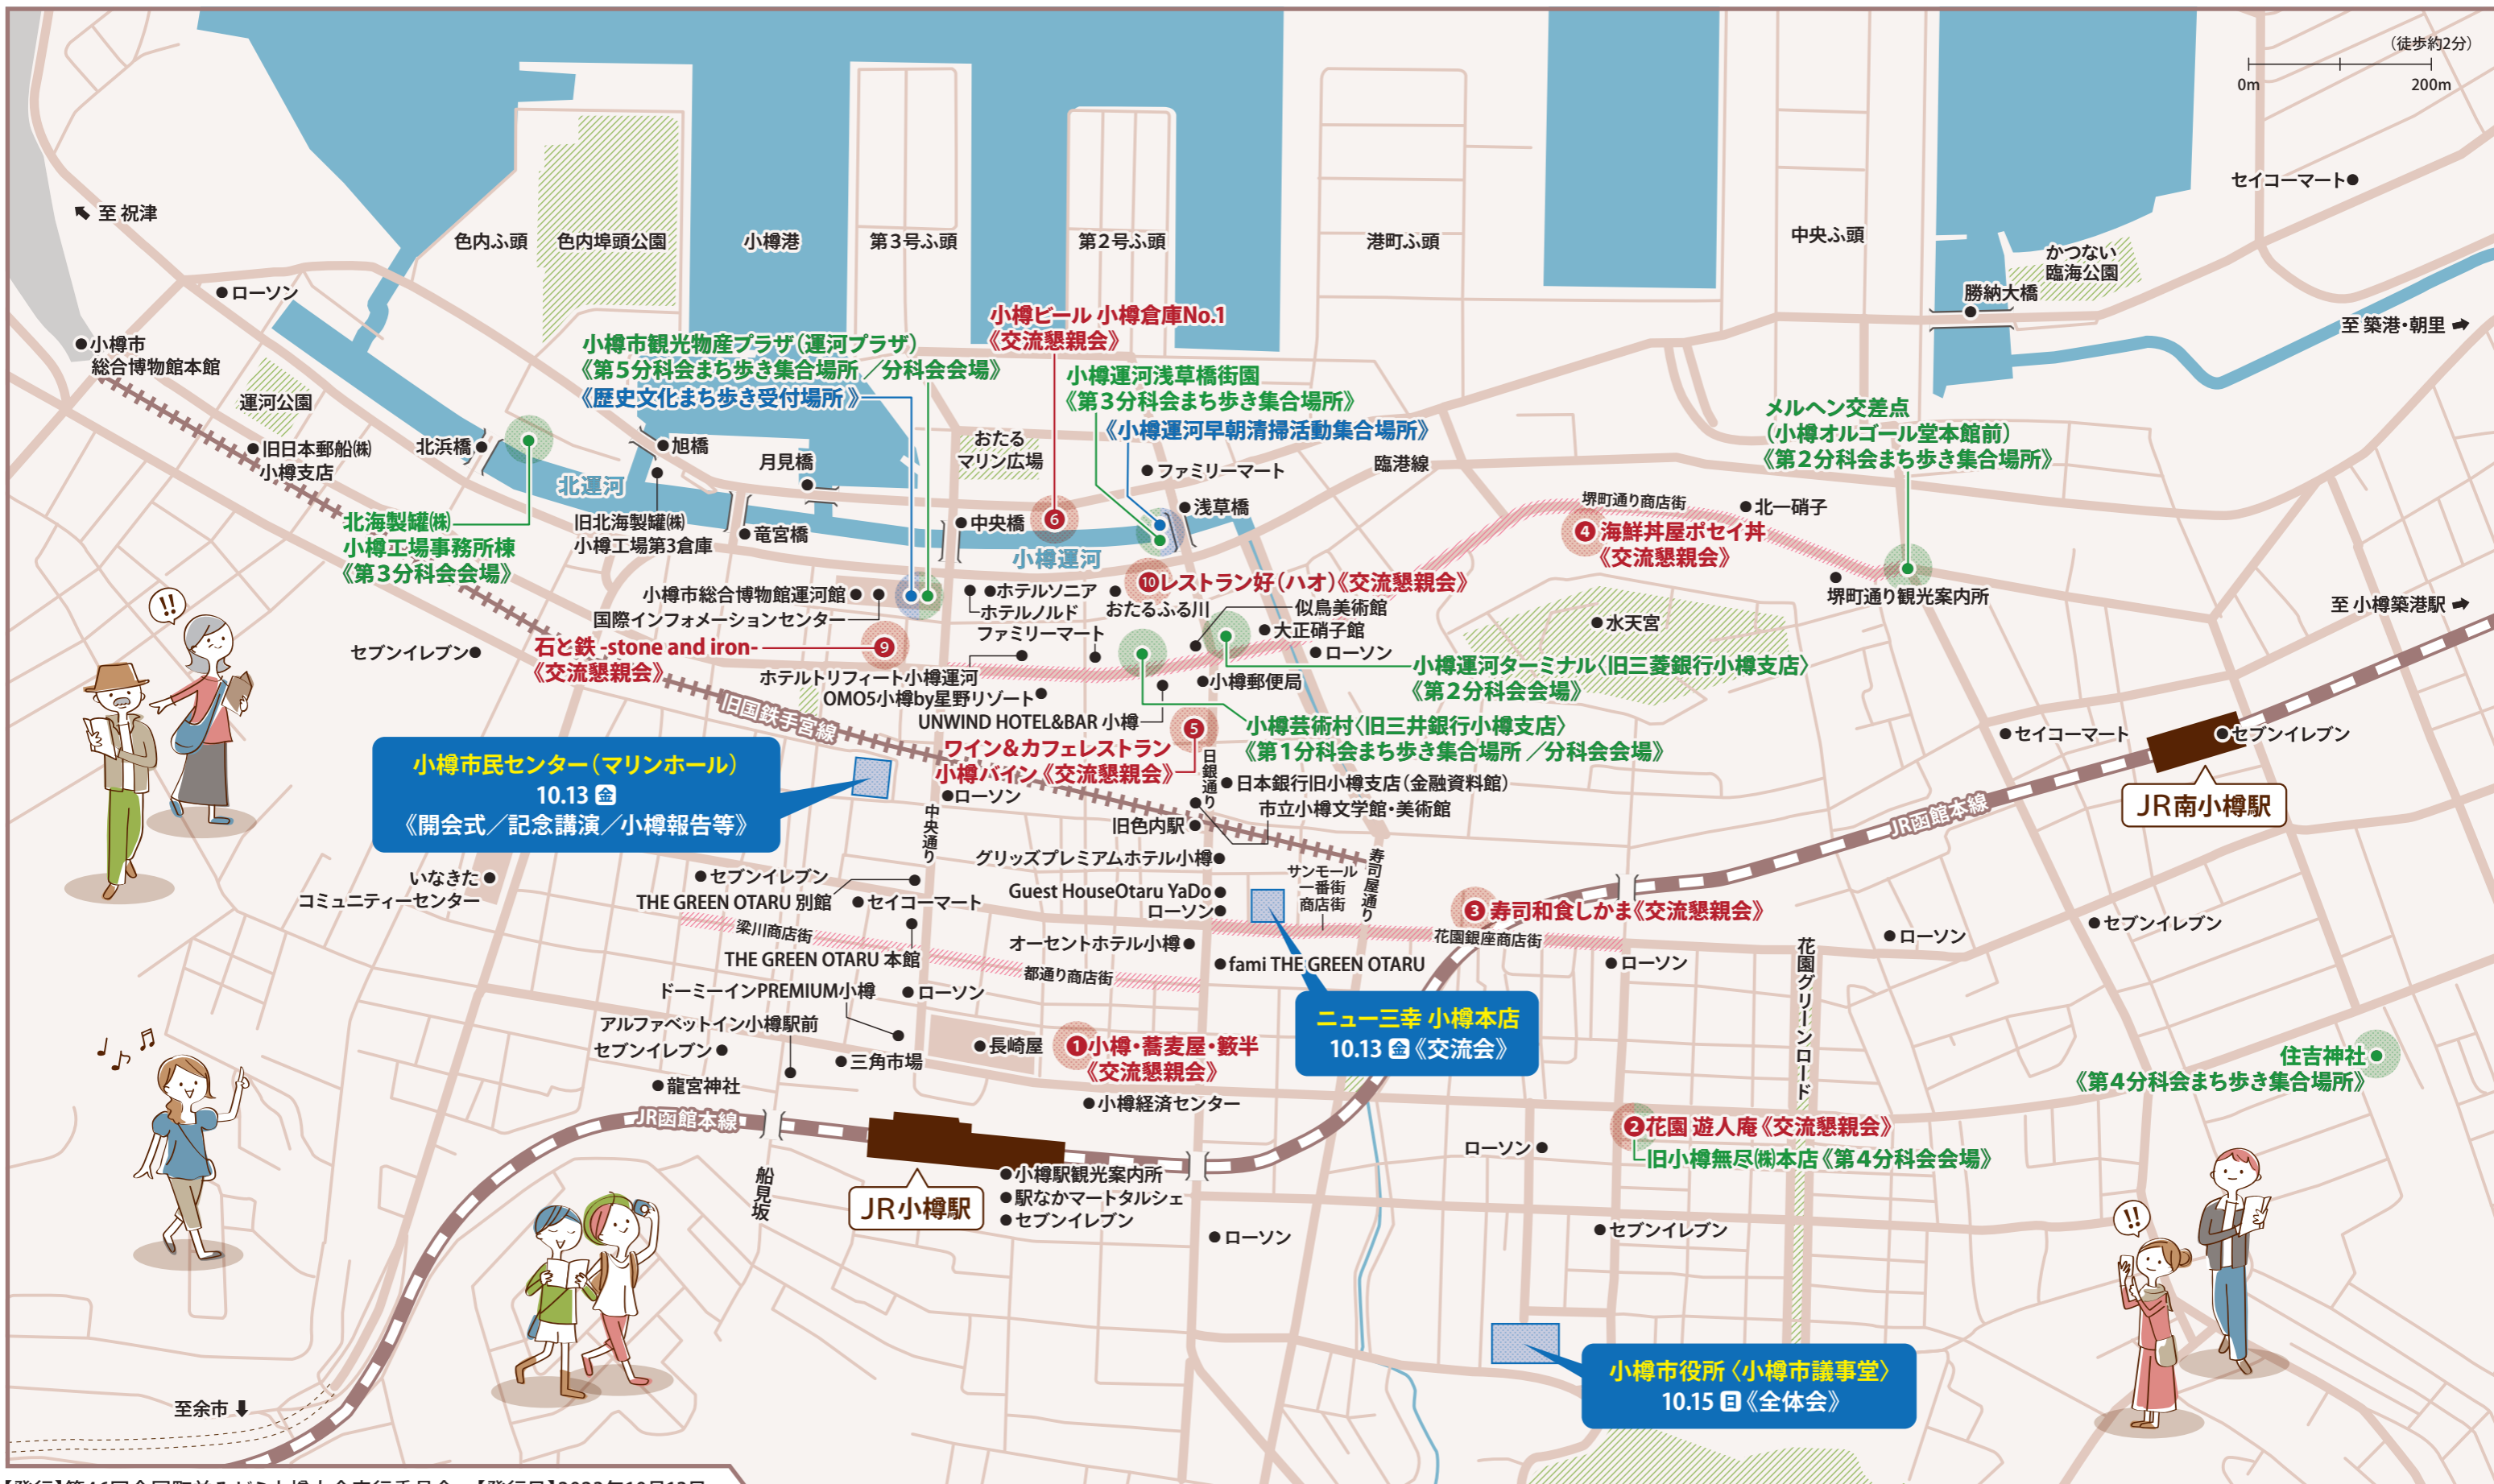 (徒歩約2分)
0m
200m
セイコーマート
至 祝津
色内ふ頭
色内埠頭公園
小樽港
第3号ふ頭
第2号ふ頭
港町ふ頭
中央ふ頭
かつない
臨海公園
勝納大橋
至 築港・朝里
ローソン
小樽市
総合博物館本館
運河公園
旧日本郵船㈱
小樽支店
北浜橋
旭橋
月見橋
北運河
小樽市観光物産プラザ(運河プラザ)
《第5分科会まち歩き集合場所/分科会会場》
《歴史文化まち歩き受付場所》
小樽ビール 小樽倉庫No.1
《交流懇親会》
小樽運河浅草橋街園
《第3分科会まち歩き集合場所》
《小樽運河早朝清掃活動集合場所》
おたる
マリン広場
ファミリーマート
臨港線
メルヘン交差点
(小樽オルゴール堂本館前)
《第2分科会まち歩き集合場所》
北海製罐㈱
小樽工場事務所棟
《第3分科会会場》
旧北海製罐㈱
小樽工場第3倉庫
竜宮橋
中央橋
6
浅草橋
小樽運河
堺町通り商店街
北一硝子
4 海鮮丼屋ポセイ丼
《交流懇親会》
堺町通り観光案内所
至 小樽築港駅
小樽市総合博物館運河館
国際インフォメーションセンター
ホテルソニア
ホテルノルド
ファミリーマート
おたるふる川
10 レストラン好(ハオ)《交流懇親会》
似鳥美術館
大正硝子館
ローソン
水天宮
石と鉄 -stone and iron-
《交流懇親会》
9
セブンイレブン
ホテルトリフィート小樽運河
OMO5小樽by星野リゾート
UNWIND HOTEL&BAR 小樽
小樽郵便局
小樽運河ターミナル〈旧三菱銀行小樽支店〉
《第2分科会会場》
小樽芸術村〈旧三井銀行小樽支店〉
《第1分科会まち歩き集合場所/分科会会場》
旧国鉄手宮線
5
ワイン&カフェレストラン
小樽バイン《交流懇親会》
日銀通り
日本銀行旧小樽支店(金融資料館)
市立小樽文学館・美術館
セイコーマート
セブンイレブン
JR南小樽駅
JR函館本線
小樽市民センター(マリンホール)
10.13 金
《開会式/記念講演/小樽報告等》
ローソン
中央通り
旧色内駅
グリッズプレミアムホテル小樽
Guest HouseOtaru YaDo
ローソン
サンモール
一番街
商店街
寿司屋通り
3 寿司和食しかま《交流懇親会》
花園銀座商店街
ローソン
ローソン
セブンイレブン
花園グリーンロード
いなきた
コミュニティーセンター
セブンイレブン
THE GREEN OTARU 別館
セイコーマート
梁川商店街
THE GREEN OTARU 本館
オーセントホテル小樽
fami THE GREEN OTARU
都通り商店街
ドーミーインPREMIUM小樽
ローソン
アルファベットイン小樽駅前
セブンイレブン
三角市場
龍宮神社
長崎屋
1 小樽・蕎麦屋・籔半
《交流懇親会》
小樽経済センター
ニュー三幸 小樽本店
10.13 金 《交流会》
住吉神社
《第4分科会まち歩き集合場所》
2 花園 遊人庵《交流懇親会》
旧小樽無尽㈱本店《第4分科会会場》
ローソン
JR函館本線
船見坂
JR小樽駅
小樽駅観光案内所
駅なかマートタルシェ
セブンイレブン
ローソン
セブンイレブン
小樽市役所〈小樽市議事堂〉
10.15 日 《全体会》
至余市
!!
!!